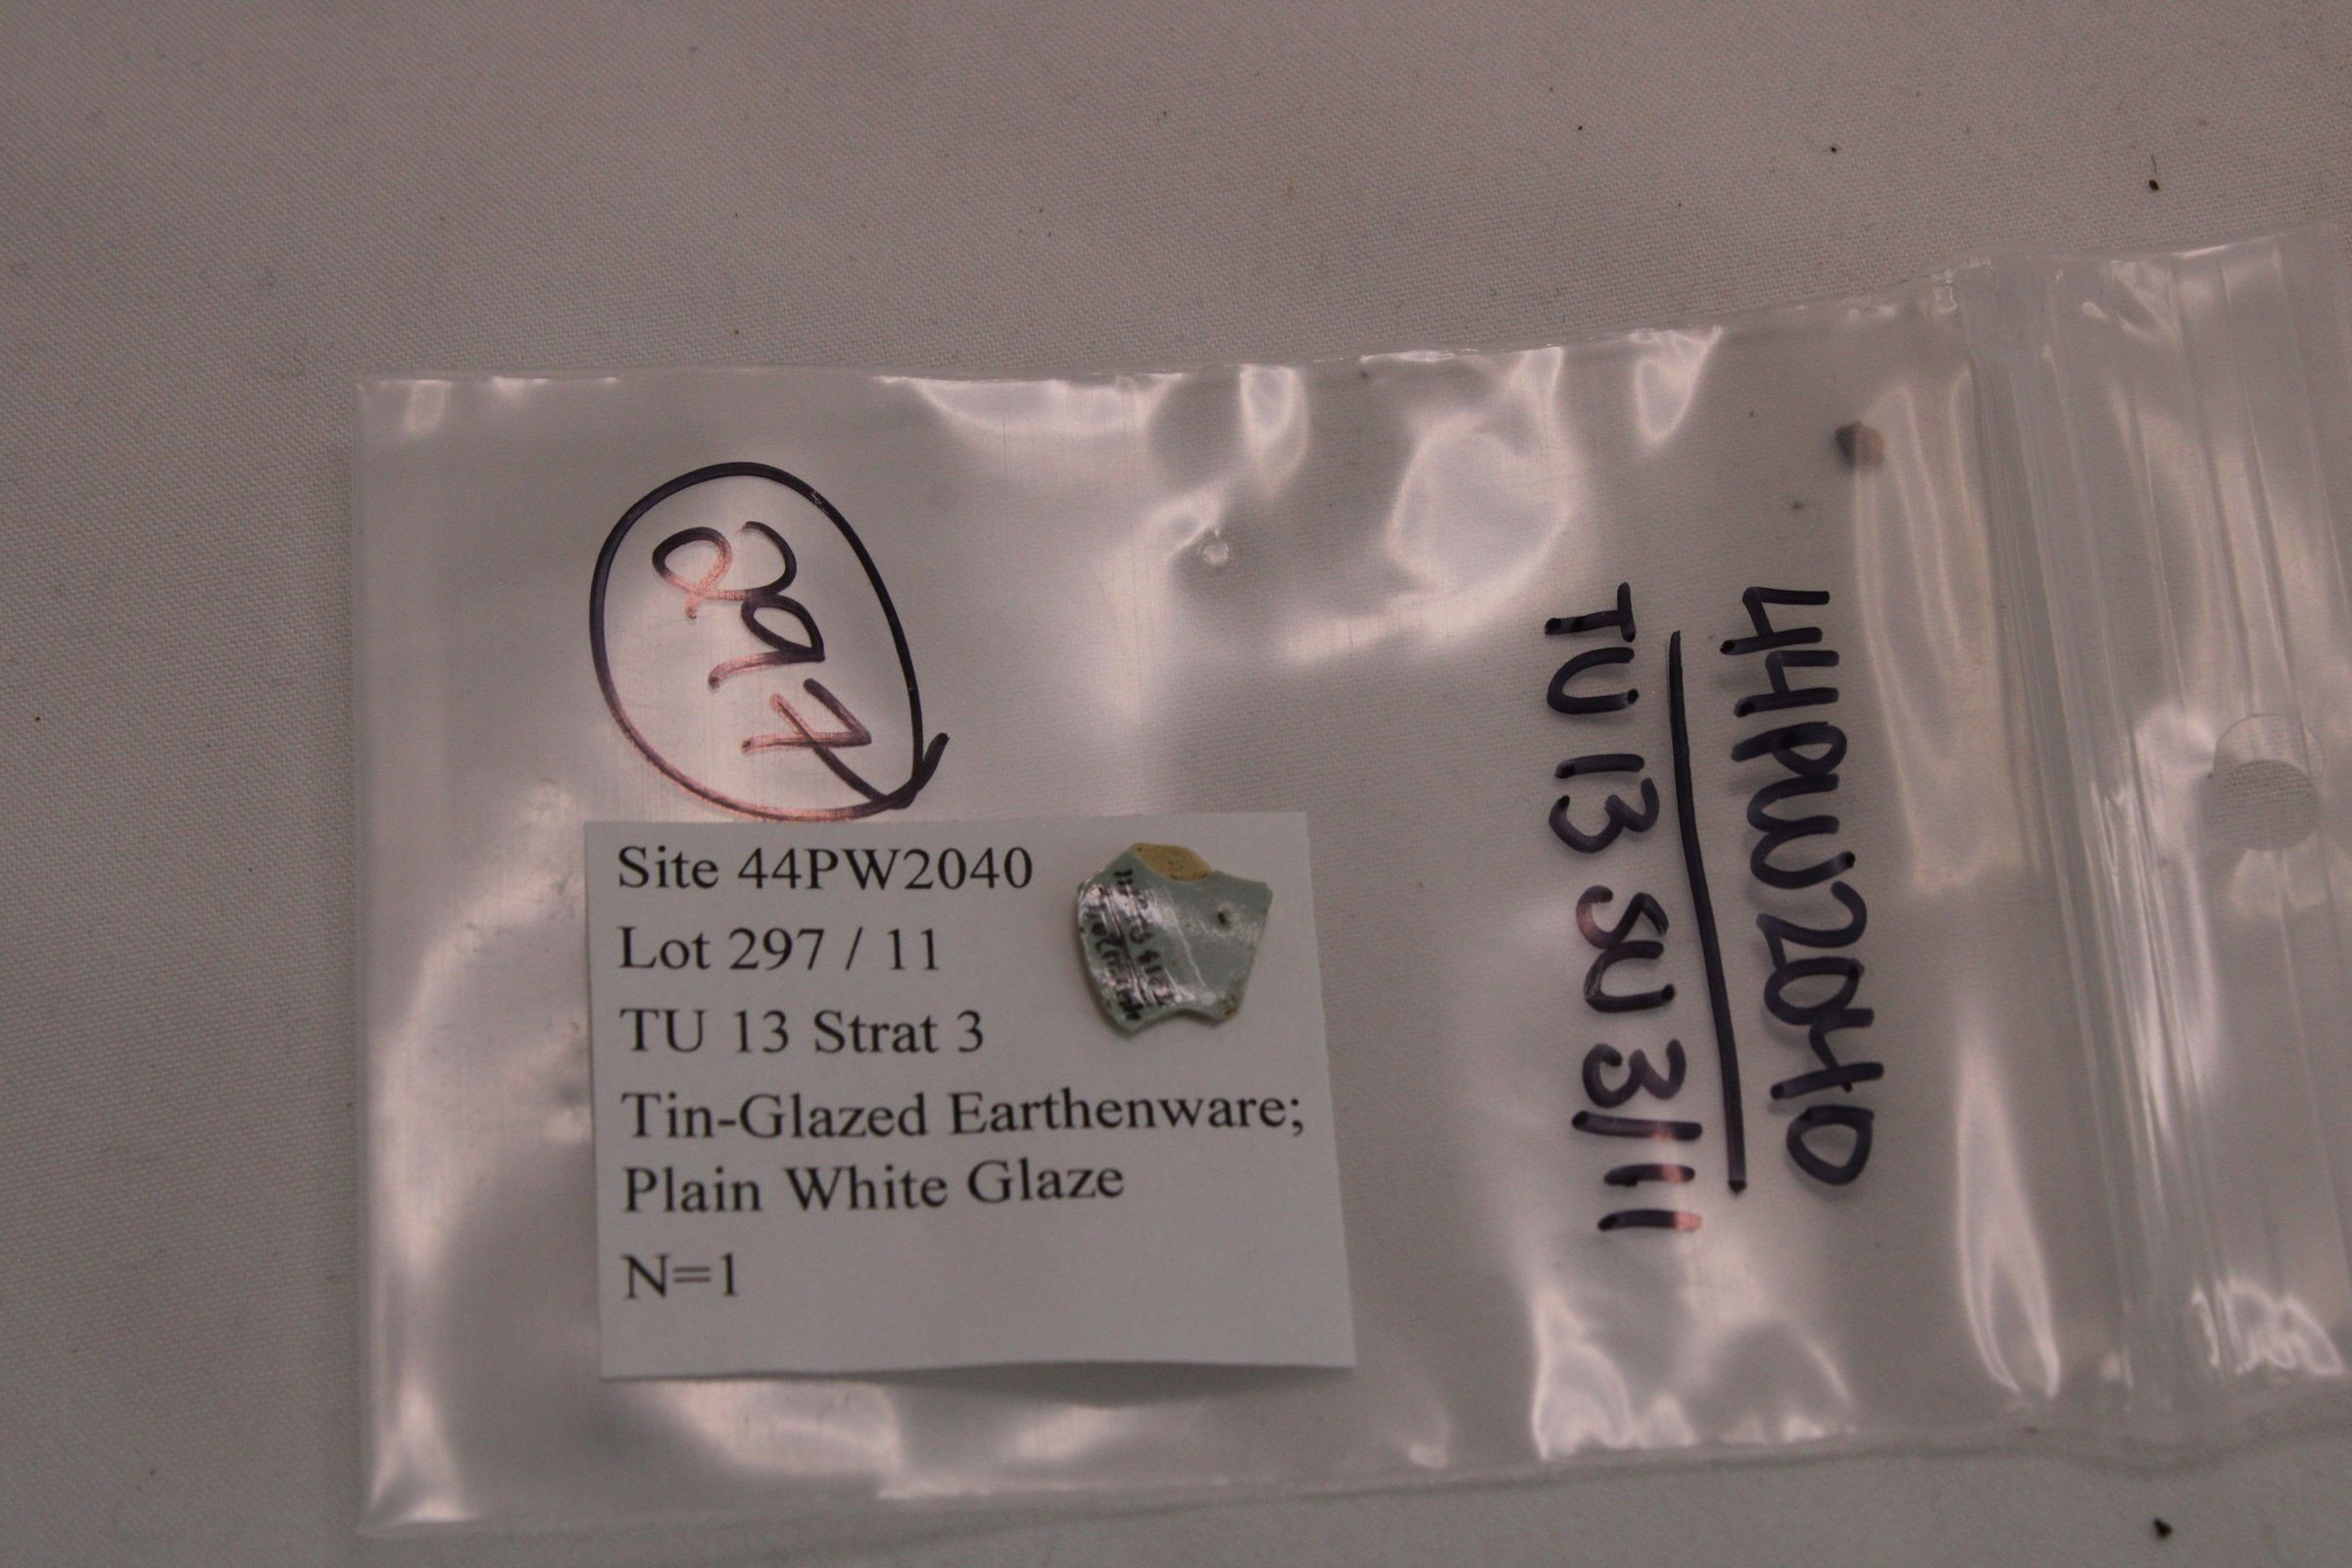 297
Site 44PW2040
Lot 297 / 11
TU 13 Strat 3
Tin-Glazed Earthenware;
Plain White Glaze
N=1
44PW2040
TU 13 SU 3/11